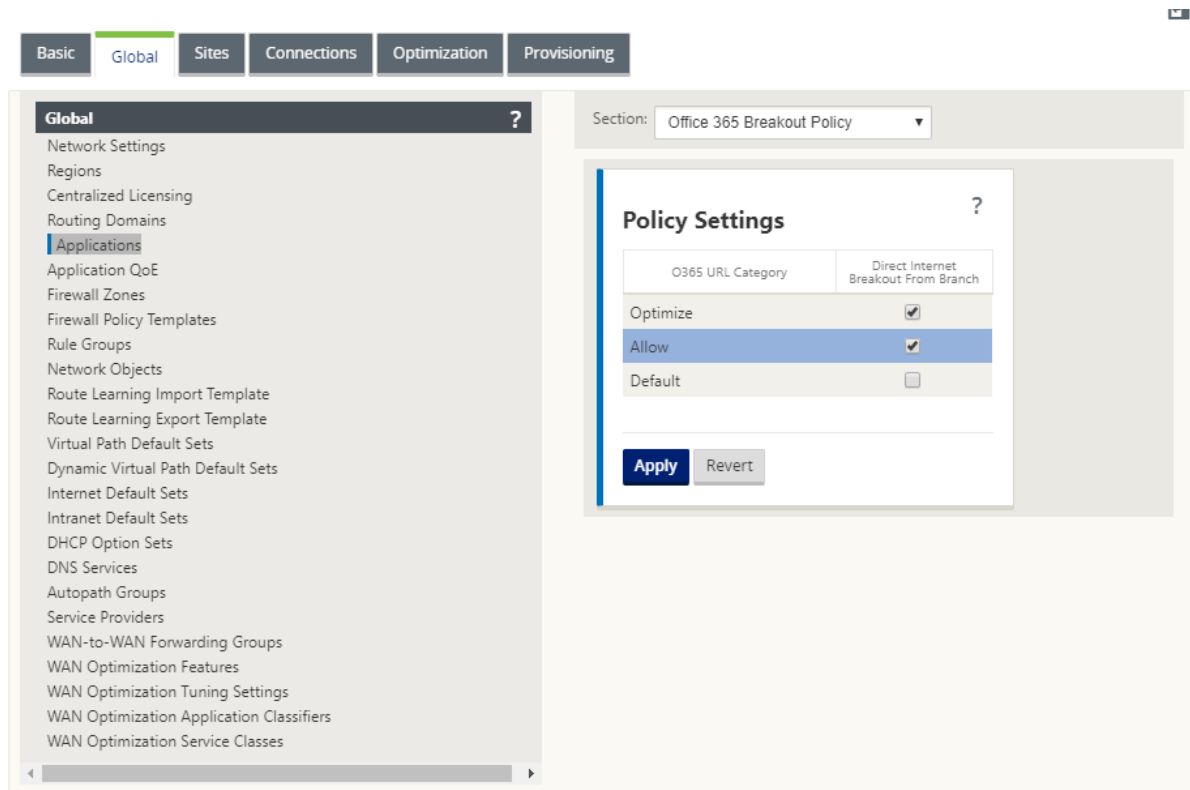 Basic
Global
Sites
Connections
Optimization
Provisioning
Global ?
Network Settings
Regions
Centralized Licensing
Routing Domains
Applications
Application QoE
Firewall Zones
Firewall Policy Templates
Rule Groups
Network Objects
Route Learning Import Template
Route Learning Export Template
Virtual Path Default Sets
Dynamic Virtual Path Default Sets
Internet Default Sets
Intranet Default Sets
DHCP Option Sets
DNS Services
Autopath Groups
Service Providers
WAN-to-WAN Forwarding Groups
WAN Optimization Features
WAN Optimization Tuning Settings
WAN Optimization Application Classifiers
WAN Optimization Service Classes
Section: Office 365 Breakout Policy
?
Policy Settings
O365 URL Category
Direct Internet
Breakout From Branch
Optimize
Allow
Default
Apply
Revert